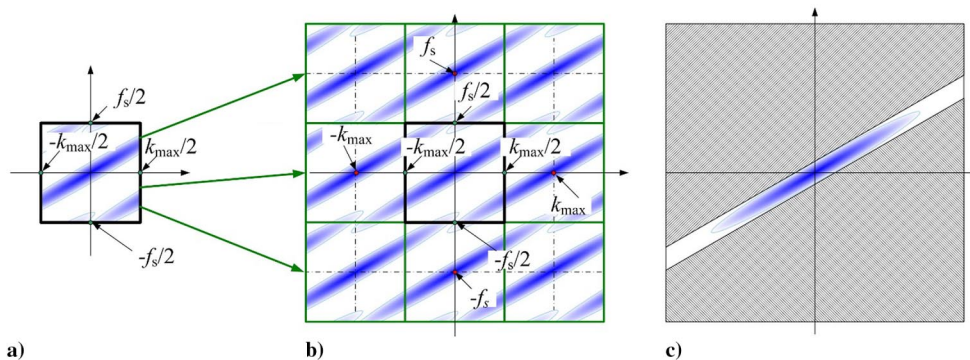 fs/2
-kmax/2
kmax/2
-fs/2
a)
fs
fs/2
-kmax
-kmax/2
kmax/2
kmax
-fs/2
-fs
b)
c)